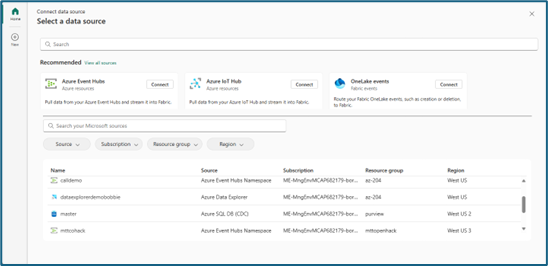 Connect data source
Select a data source
Home
New
Search
Recommended View all sources
Azure Event Hubs
Azure resources
Connect
Pull data from your Azure Event Hubs and stream it into Fabric.
Azure IoT Hub
Azure resources
Connect
Pull data from your Azure IoT Hub and stream it into Fabric.
OneLake events
Fabric events
Connect
Route your Fabric OneLake events, such as creation or deletion,
to Fabric.
Search your Microsoft sources
Source Subscription Resource group Region
Name Source Subscription Resource group Region
calldemo Azure Event Hubs Namespace ME-MngEnvMCAP682179-bor... az-204 West US
dataexplorerdemobobbie Azure Data Explorer ME-MngEnvMCAP682179-bor... az-204 West US
master Azure SQL DB (CDC) ME-MngEnvMCAP682179-bor... purview West US 2
mttcohack Azure Event Hubs Namespace ME-MngEnvMCAP682179-bor... mttopenhack West US 3